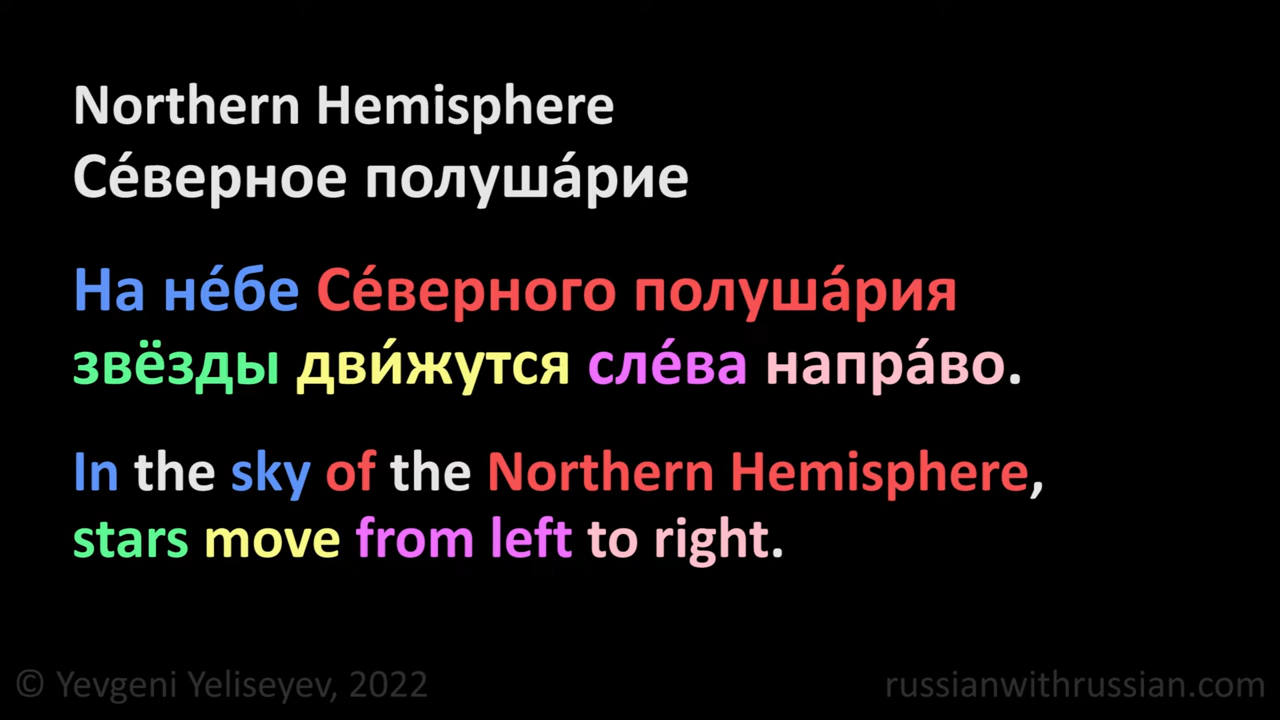 Northern Hemisphere
Се́верное полуша́рие
На не́бе Се́верного полуша́рия
звёзды дви́жутся сле́ва напра́во.
In the sky of the Northern Hemisphere,
stars move from left to right.
© Yevgeni Yeliseyev, 2022
russianwithrussian.com